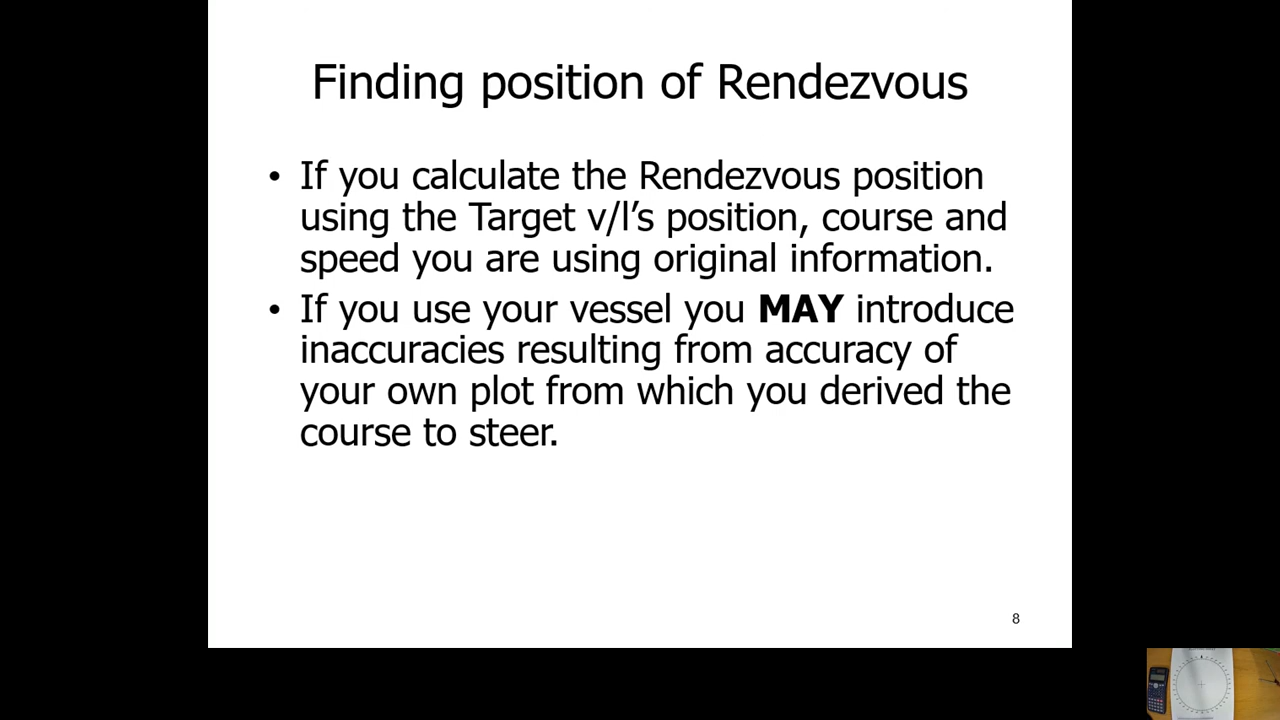 Finding position of Rendezvous
• If you calculate the Rendezvous position
using the Target v/l’s position, course and
speed you are using original information.
• If you use your vessel you MAY introduce
inaccuracies resulting from accuracy of
your own plot from which you derived the
course to steer.
8